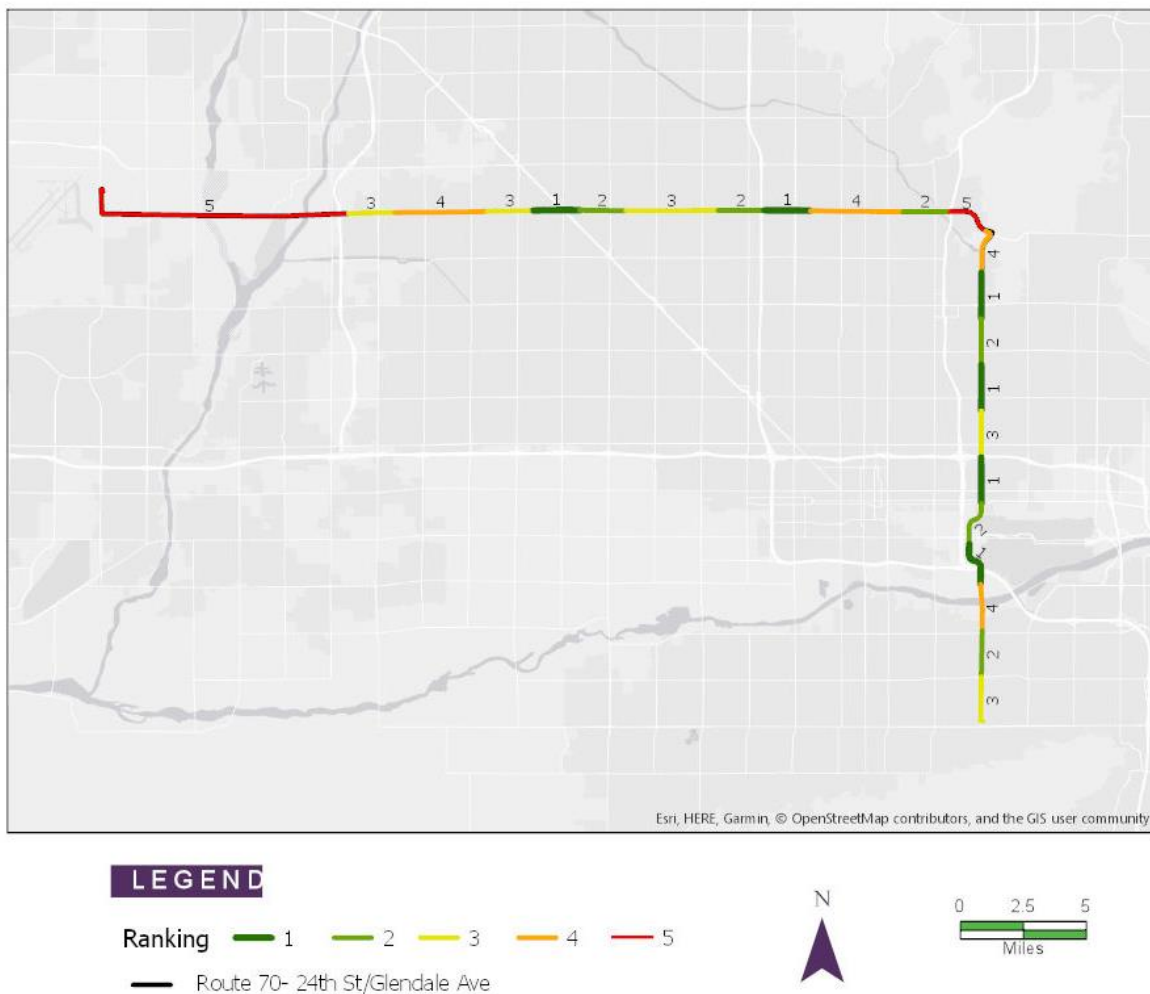 5 3 4 3 1 2 3 2 1 4 2 5
4
1
2
1
3
1
2
1
4
2
3
Esri, HERE, Garmin, © OpenStreetMap contributors, and the GIS user community
LEGEND
Ranking 1 2 3 4 5
Route 70- 24th St/Glendale Ave
N
0 2.5 5
Miles